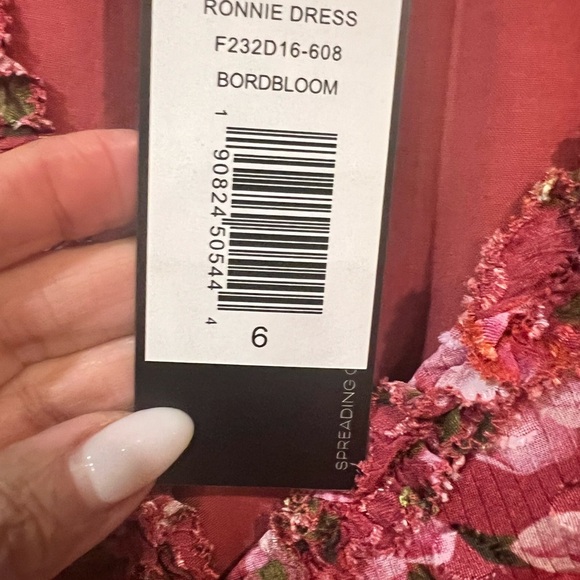 RONNIE DRESS
F232D16-608
BORDBLOOM
1 90824 50544 4
6
SPREADING